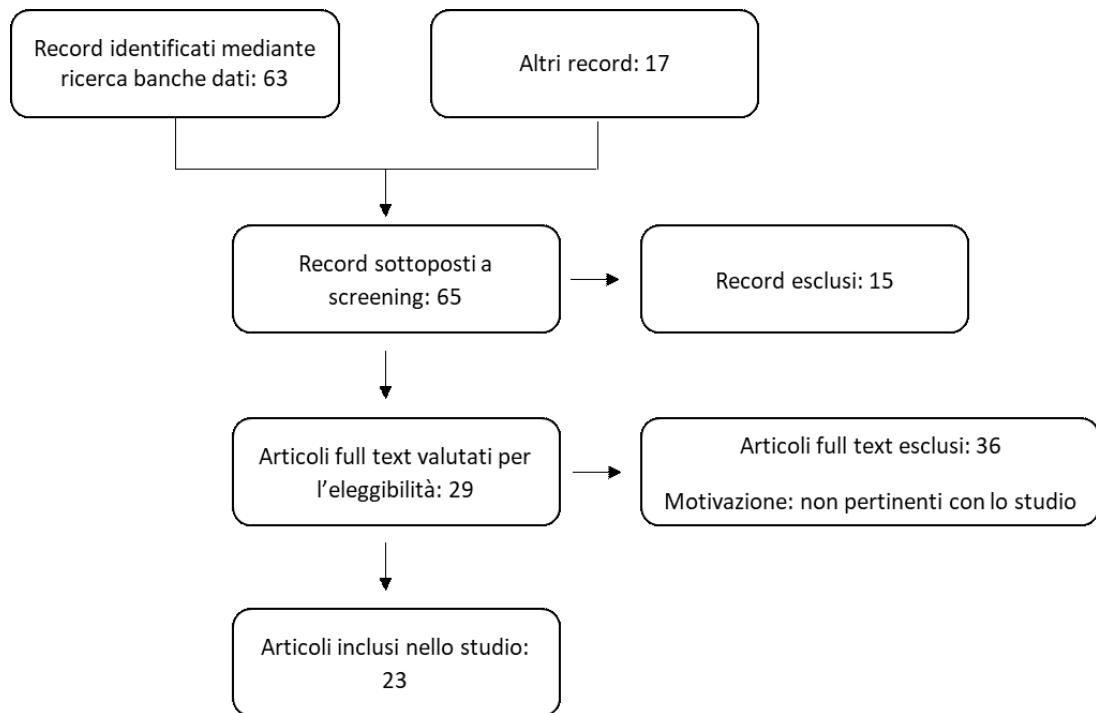 Record identificati mediante
ricerca banche dati: 63
Altri record: 17
Record sottoposti a
screening: 65
Record esclusi: 15
Articoli full text valutati per
l'eleggibilità: 29
Articoli full text esclusi: 36
Motivazione: non pertinenti con lo studio
Articoli inclusi nello studio:
23